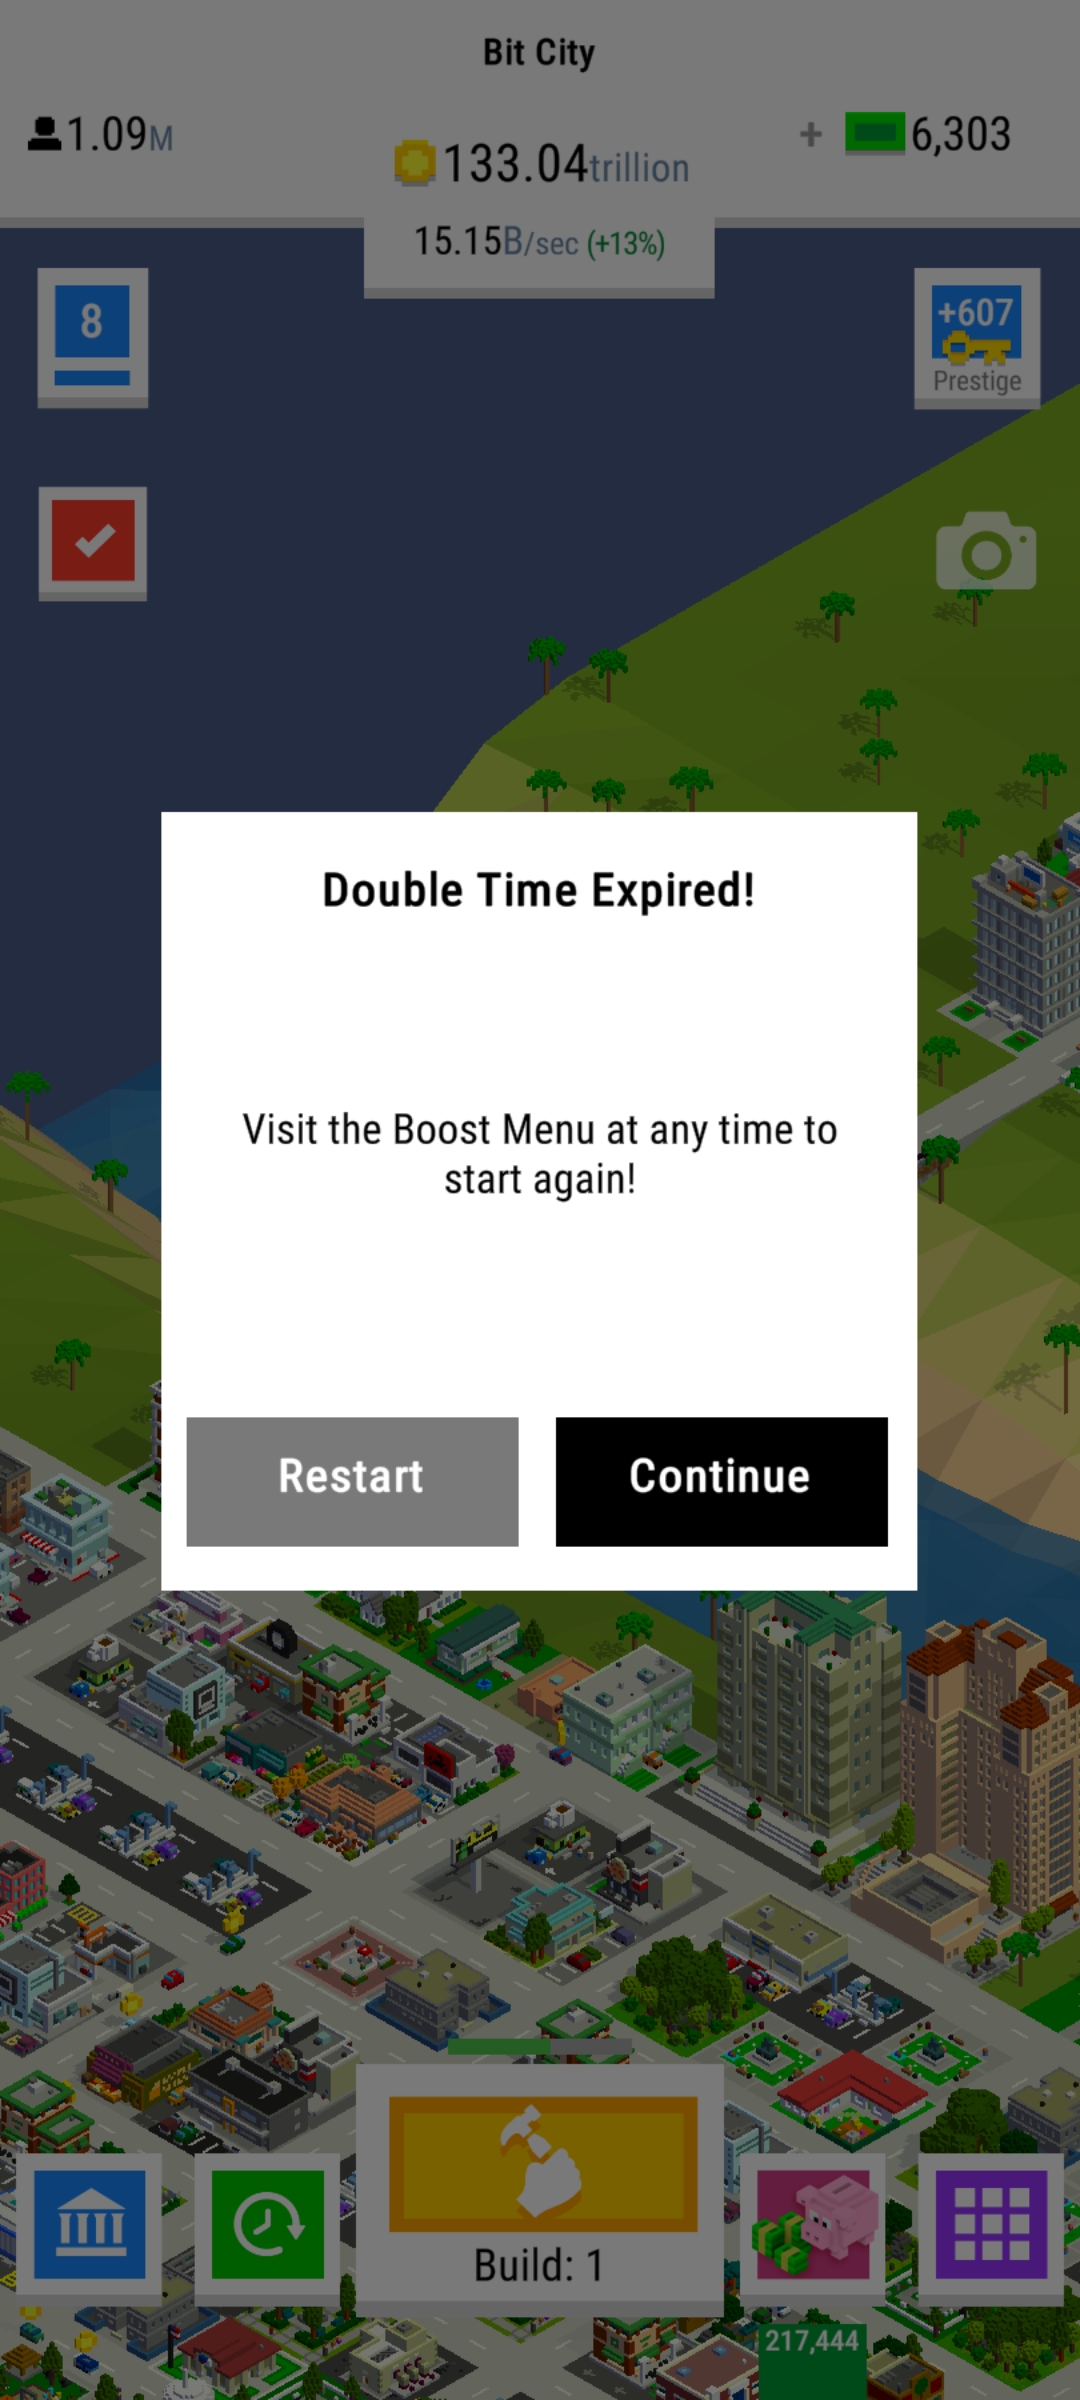 Bit City
1.09M
133.04trillion
+ 6,303
15.15B/sec (+13%)
8
+607
Prestige
Double Time Expired!
Visit the Boost Menu at any time to
start again!
Restart
Continue
Build: 1
217,444